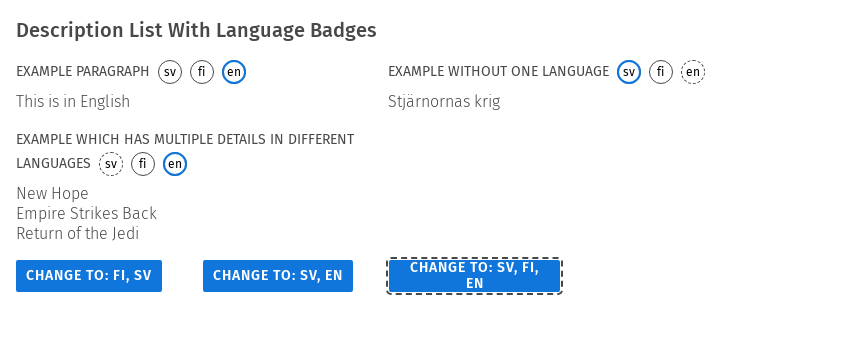 Description List With Language Badges
EXAMPLE PARAGRAPH sv fi en
This is in English
EXAMPLE WITHOUT ONE LANGUAGE sv fi en
Stjärnornas krig
EXAMPLE WHICH HAS MULTIPLE DETAILS IN DIFFERENT
LANGUAGES sv fi en
New Hope
Empire Strikes Back
Return of the Jedi
CHANGE TO: FI, SV
CHANGE TO: SV, EN
CHANGE TO: SV, FI,
EN